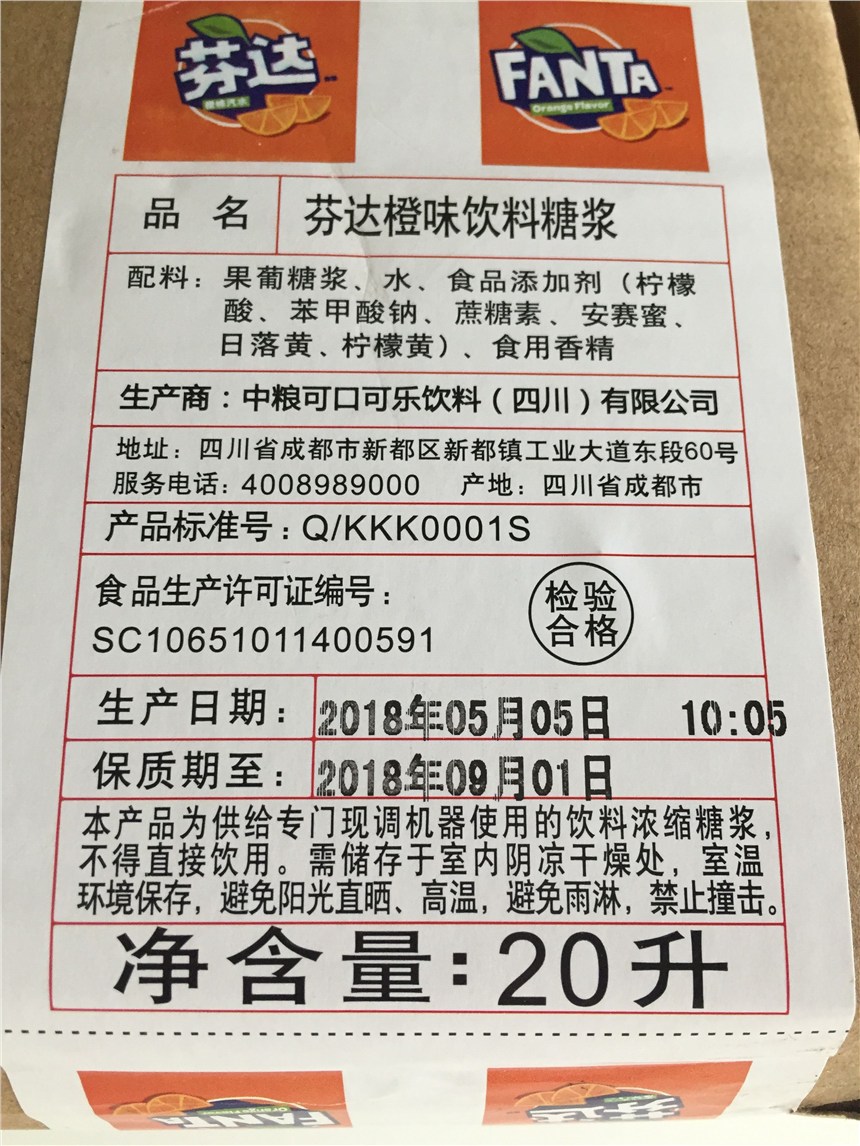 芬达
橙味汽水
FANTA
Orange Flavor
品 名 芬达橙味饮料糖浆
配料：果葡糖浆、水、食品添加剂（柠檬
酸、苯甲酸钠、蔗糖素、安赛蜜、
日落黄、柠檬黄）、食用香精
生产商：中粮可口可乐饮料（四川）有限公司
地址：四川省成都市新都区新都镇工业大道东段60号
服务电话：4008989000 产地：四川省成都市
产品标准号：Q/KKK0001S
食品生产许可证编号：
SC10651011400591
检验
合格
生产日期： 2018年05月05日 10:05
保质期至： 2018年09月01日
本产品为供给专门现调机器使用的饮料浓缩糖浆，
不得直接饮用。需储存于室内阴凉干燥处，室温
环境保存，避免阳光直晒、高温，避免雨淋，禁止撞击。
净含量：20升
FANTA
Orange Flavor
芬达